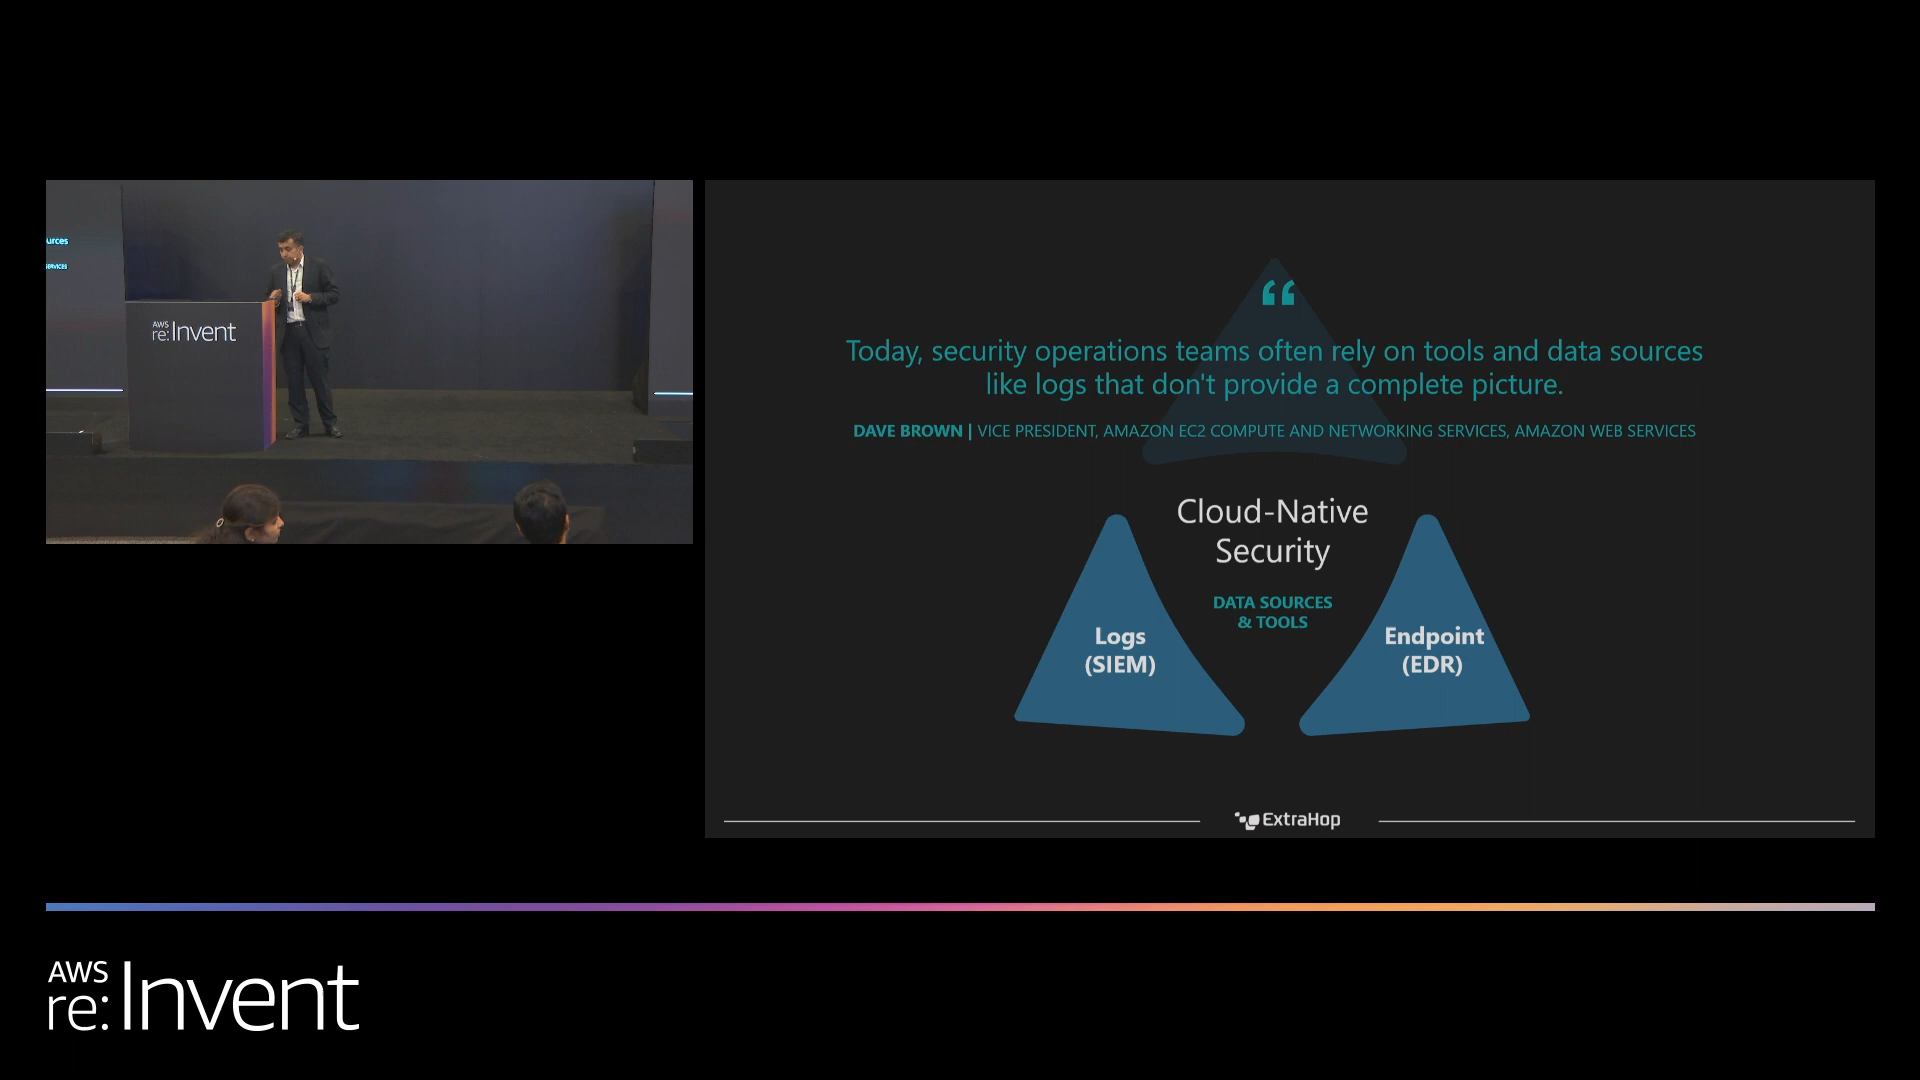 urces
SERVICES
AWS
re:Invent
“
Today, security operations teams often rely on tools and data sources
like logs that don't provide a complete picture.
DAVE BROWN | VICE PRESIDENT, AMAZON EC2 COMPUTE AND NETWORKING SERVICES, AMAZON WEB SERVICES
Cloud-Native
Security
DATA SOURCES
& TOOLS
Logs
(SIEM)
Endpoint
(EDR)
ExtraHop
AWS
re:Invent